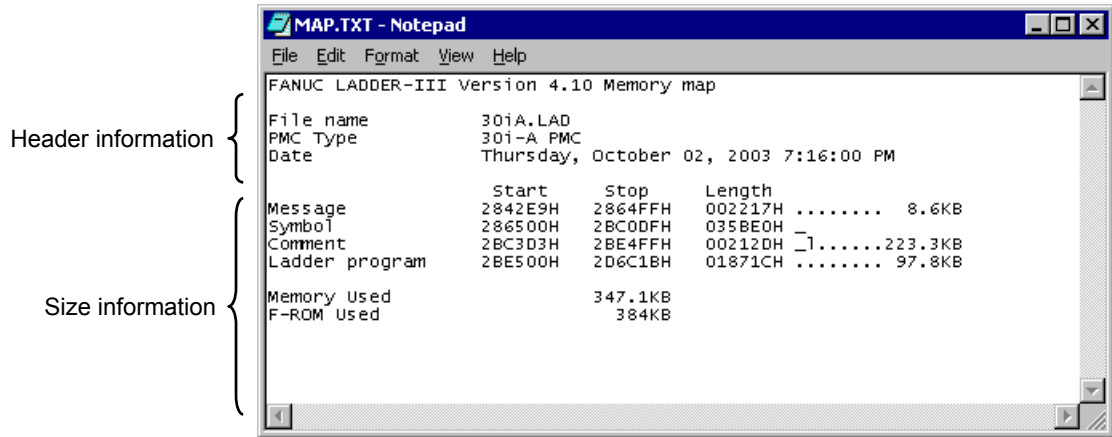 MAP.TXT - Notepad
File Edit Format View Help
FANUC LADDER-III Version 4.10 Memory map
Header information
File name 30iA.LAD
PMC Type 30i-A PMC
Date Thursday, October 02, 2003 7:16:00 PM
Start Stop Length
Message 2842E9H 2864FFH 002217H ........ 8.6KB
Symbol 286500H 2BC0DFH 035BE0H _
Comment 2BC3D3H 2BE4FFH 00212DH _l......223.3KB
Ladder program 2BE500H 2D6C1BH 01871CH ........ 97.8KB
Size information
Memory Used 347.1KB
F-ROM Used 384KB